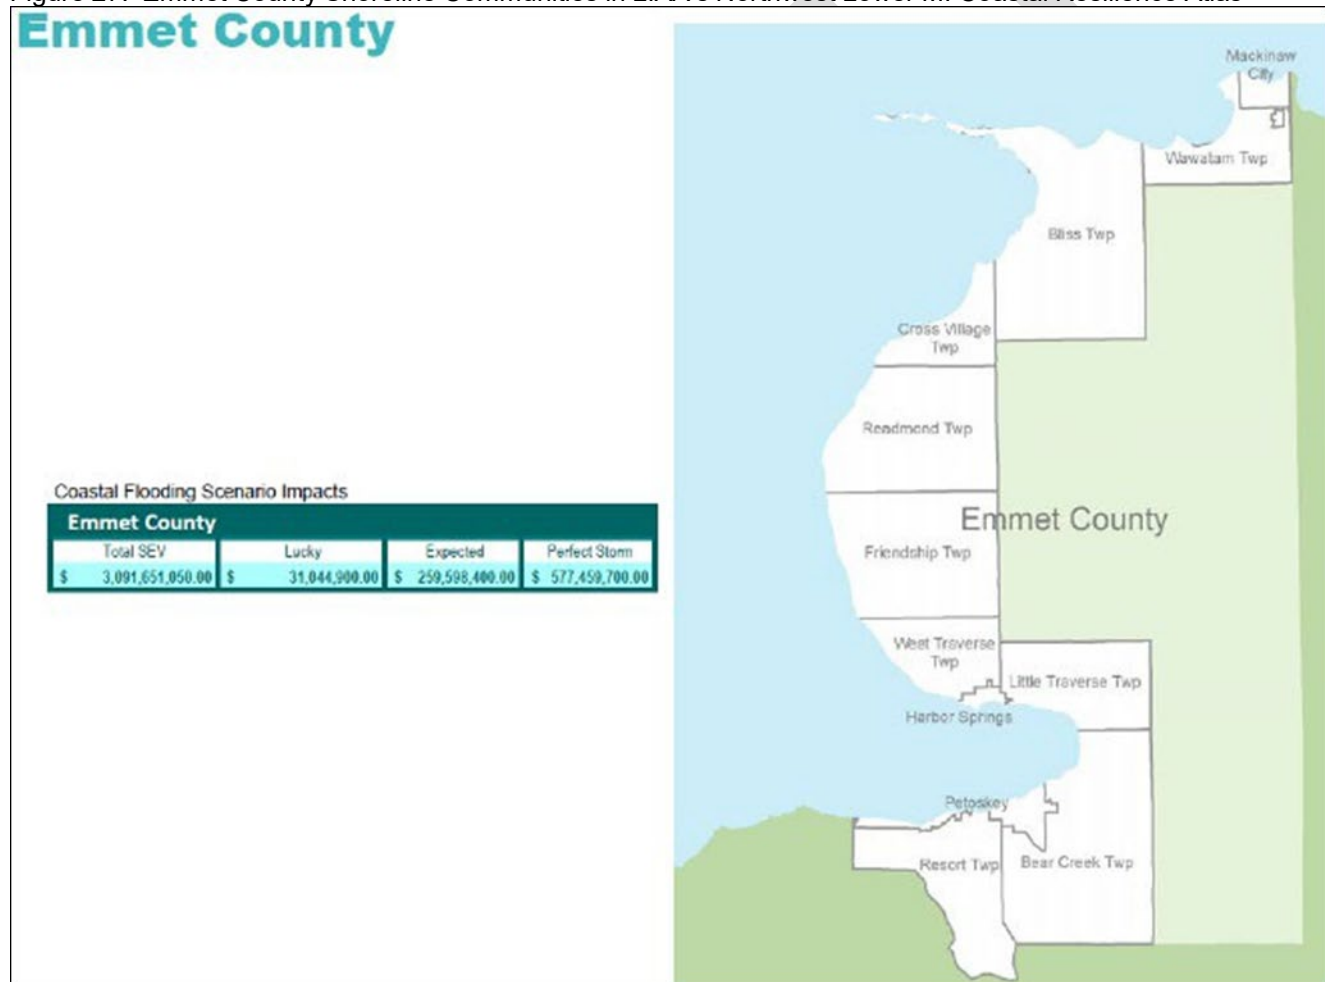 Emmet County
Coastal Flooding Scenario Impacts
Emmet County
Total SEV Lucky Expected Perfect Storm
$ 3,091,651,050.00 $ 31,044,900.00 $ 259,598,400.00 $ 577,459,700.00
Mackinaw
City
Wawatam Twp
Bliss Twp
Cross Village
Twp
Readmond Twp
Emmet County
Friendship Twp
West Traverse
Twp
Little Traverse Twp
Harbor Springs
Petoskey
Resort Twp
Bear Creek Twp